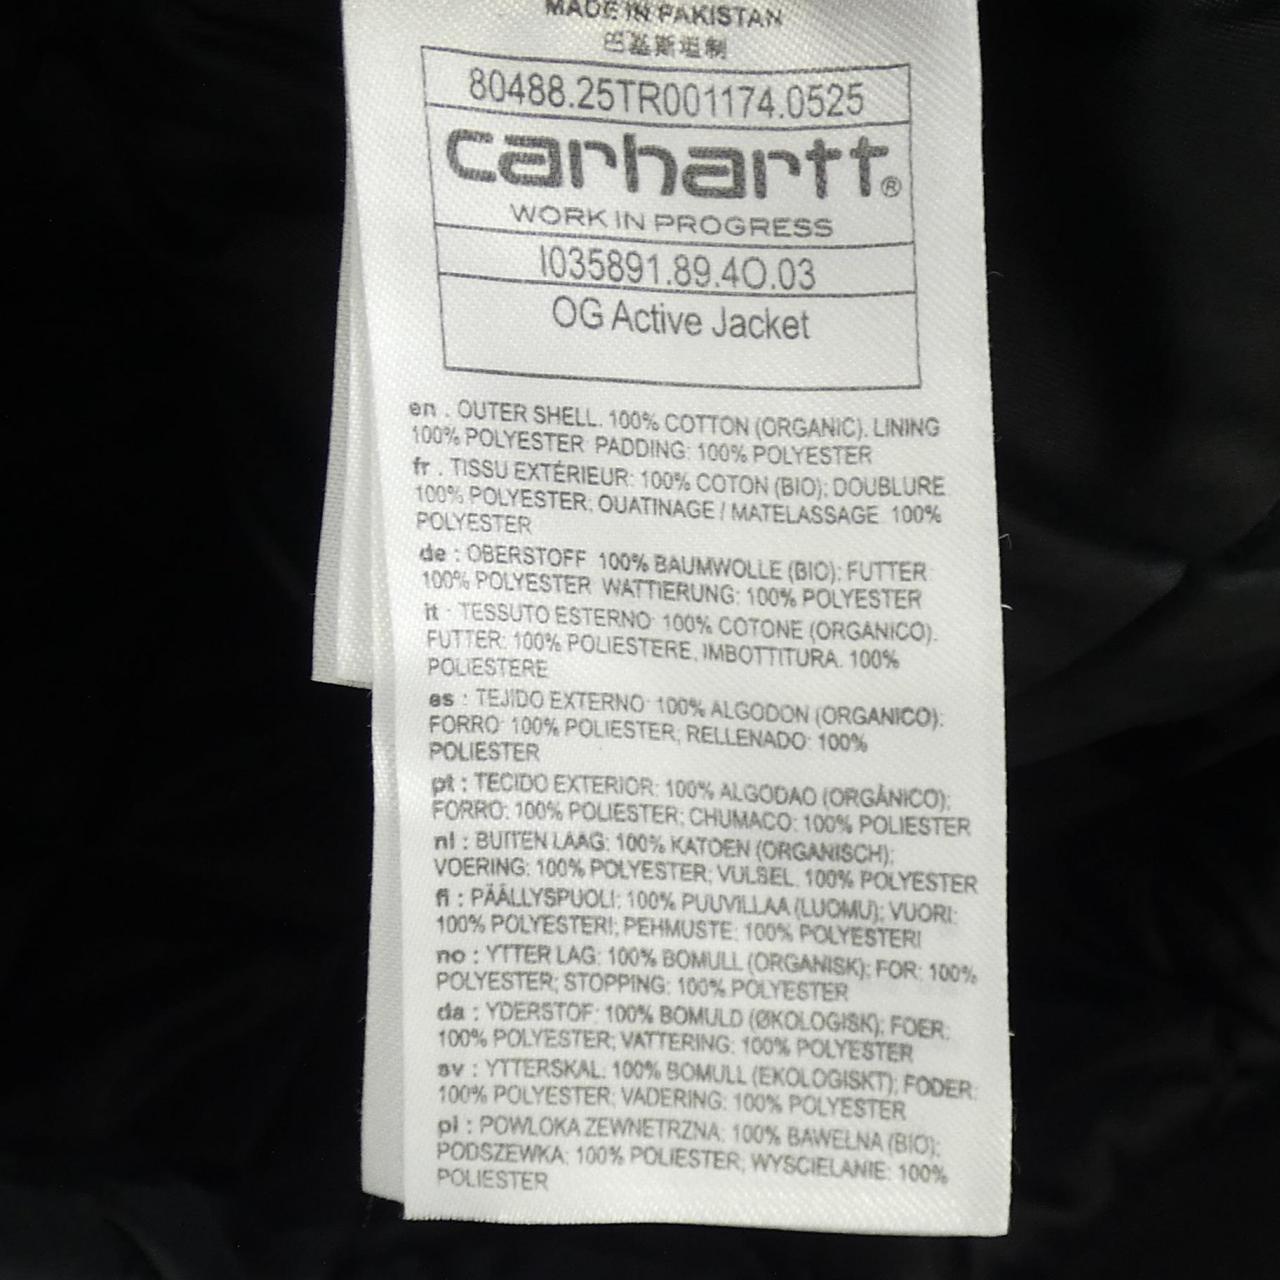 MADE IN PAKISTAN
巴基斯坦制
80488.25TR001174.0525
carhartt®
WORK IN PROGRESS
I035891.89.4O.03
OG Active Jacket
en : OUTER SHELL: 100% COTTON (ORGANIC); LINING
100% POLYESTER PADDING: 100% POLYESTER
fr : TISSU EXTÉRIEUR: 100% COTON (BIO); DOUBLURE
100% POLYESTER; OUATINAGE / MATELASSAGE 100%
POLYESTER
de : OBERSTOFF 100% BAUMWOLLE (BIO); FUTTER
100% POLYESTER WATTIERUNG: 100% POLYESTER
it : TESSUTO ESTERNO: 100% COTONE (ORGANICO).
FUTTER: 100% POLIESTERE, IMBOTTITURA. 100%
POLIESTERE
es : TEJIDO EXTERNO: 100% ALGODON (ORGANICO);
FORRO: 100% POLIESTER; RELLENADO: 100%
POLIESTER
pt : TECIDO EXTERIOR: 100% ALGODAO (ORGÂNICO);
FORRO: 100% POLIESTER; CHUMACO: 100% POLIESTER
nl : BUITEN LAAG: 100% KATOEN (ORGANISCH);
VOERING: 100% POLYESTER; VULSEL. 100% POLYESTER
fi : PÄÄLLYSPUOLI: 100% PUUVILLAA (LUOMU); VUORI:
100% POLYESTERI; PEHMUSTE: 100% POLYESTERI
no : YTTER LAG: 100% BOMULL (ORGANISK); FOR: 100%
POLYESTER; STOPPING: 100% POLYESTER
da : YDERSTOF: 100% BOMULD (ØKOLOGISK); FOER:
100% POLYESTER; VATTERING: 100% POLYESTER
sv : YTTERSKAL: 100% BOMULL (EKOLOGISKT); FODER:
100% POLYESTER; VADERING: 100% POLYESTER
pl : POWLOKA ZEWNETRZNA: 100% BAWELNA (BIO);
PODSZEWKA: 100% POLIESTER; WYSCIELANIE: 100%
POLIESTER